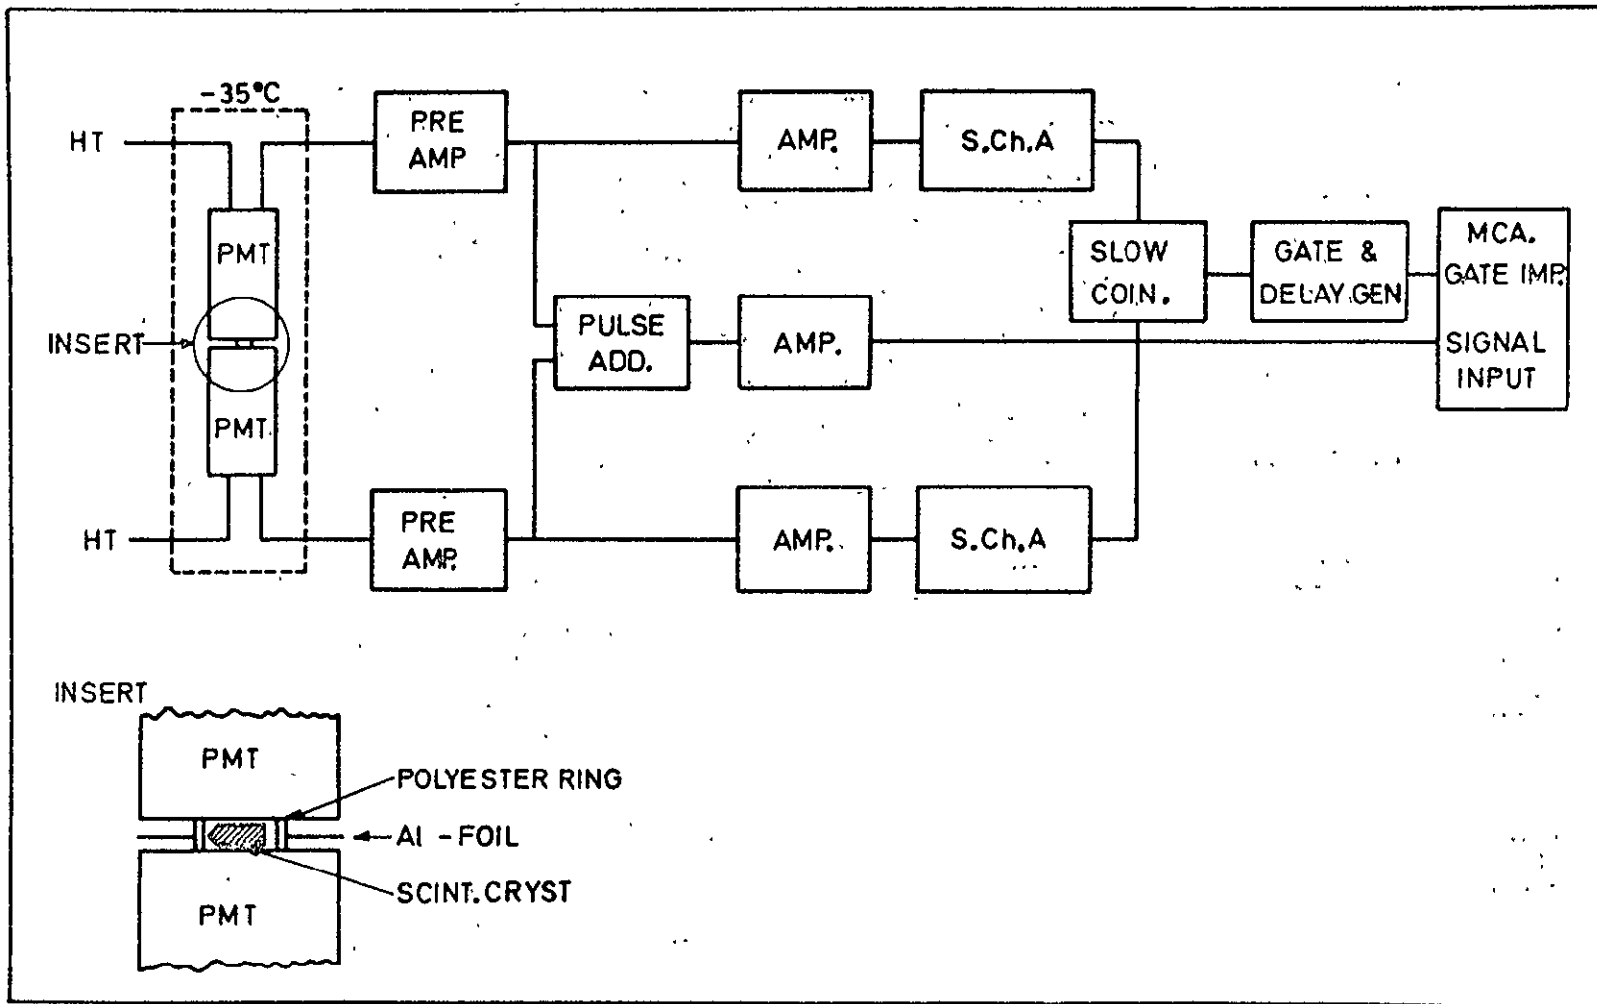 -35°C
HT
PRE
AMP
AMP.
S.Ch.A
PMT
INSERT
PMT.
HT
PULSE
ADD.
AMP.
SLOW
COIN.
GATE &
DELAY.GEN
MCA.
GATE IMP.
SIGNAL
INPUT
PRE
AMP.
AMP.
S.Ch.A
INSERT
PMT
POLYESTER RING
Al - FOIL
SCINT.CRYST
PMT